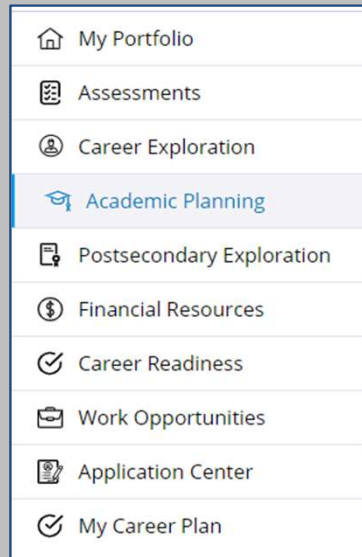 My Portfolio
Assessments
Career Exploration
Academic Planning
Postsecondary Exploration
Financial Resources
Career Readiness
Work Opportunities
Application Center
My Career Plan